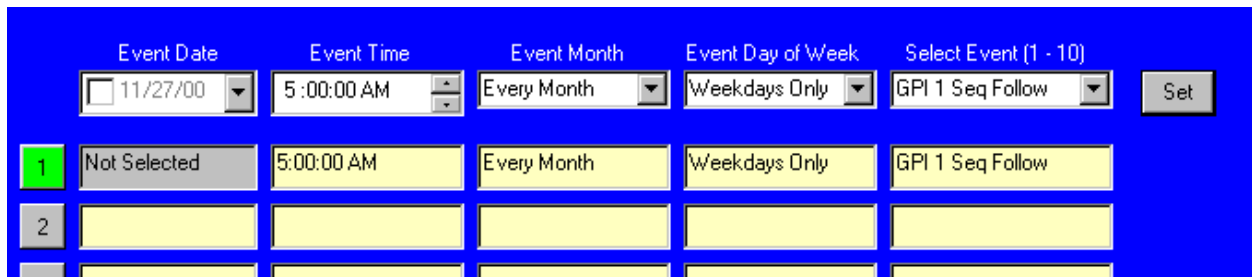 Event Date Event Time Event Month Event Day of Week Select Event (1 - 10)
11/27/00 5:00:00 AM Every Month Weekdays Only GPI 1 Seq Follow Set
1 Not Selected 5:00:00 AM Every Month Weekdays Only GPI 1 Seq Follow
2